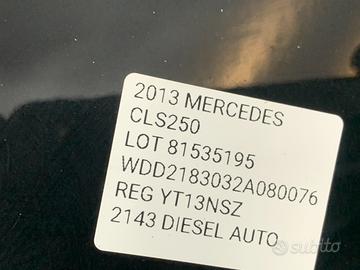 2013 MERCEDES
CLS250
LOT 81535195
WDD2183032A080076
REG YT13NSZ
2143 DIESEL AUTO
subito